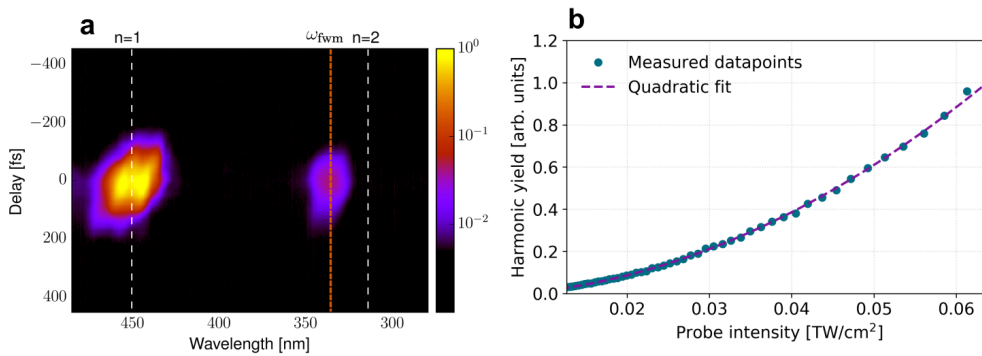 a
n=1
ω_fwm
n=2
−400
−200
0
200
400
Delay [fs]
450
400
350
300
Wavelength [nm]
10^0
10^−1
10^−2
b
1.2
1.0
0.8
0.6
0.4
0.2
0.0
Harmonic yield [arb. units]
Measured datapoints
Quadratic fit
0.02
0.03
0.04
0.05
0.06
Probe intensity [TW/cm²]